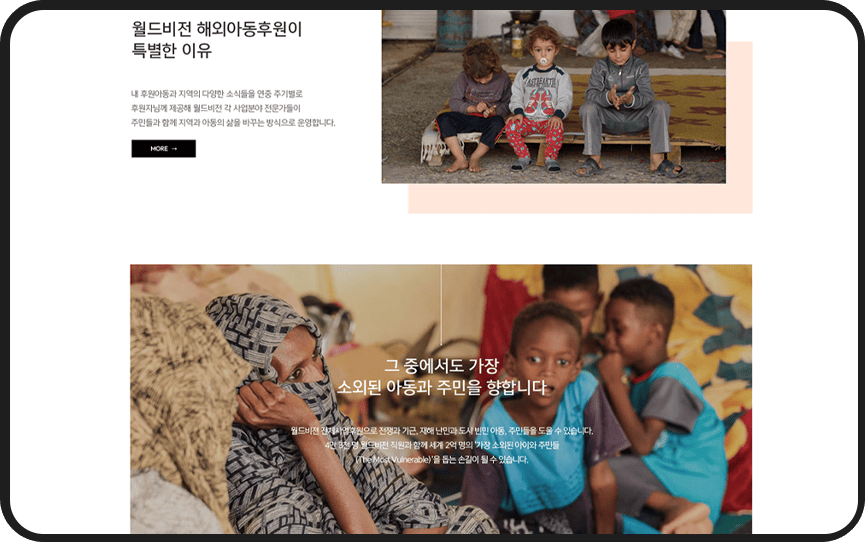 월드비전 해외아동후원이
특별한 이유
내 후원아동과 지역의 다양한 소식들을 연중 주기별로
후원자님께 제공해 월드비전 각 사업분야 전문가들이
주민들과 함께 지역과 아동의 삶을 바꾸는 방식으로 운영합니다.
MORE →
그 중에서도 가장
소외된 아동과 주민을 향합니다
월드비전 전체사업후원으로 전쟁과 기근, 재해 난민과 도시 빈민 아동, 주민들을 도울 수 있습니다.
4만 3천 명 월드비전 직원과 함께 세계 2억 명의 '가장 소외된 아이와 주민들
(The Most Vulnerable)'을 돕는 손길이 될 수 있습니다.